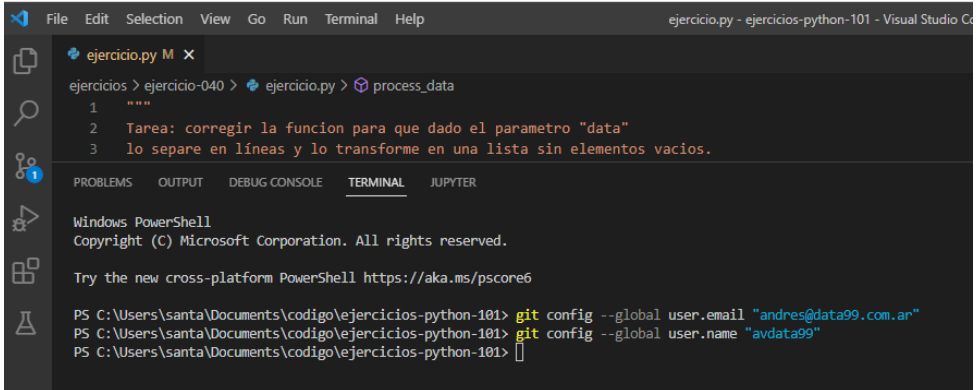 File Edit Selection View Go Run Terminal Help ejercicio.py - ejercicios-python-101 - Visual Studio
ejercicio.py M
ejercicios > ejercicio-040 > ejercicio.py > process_data
1 """
2 Tarea: corregir la funcion para que dado el parametro "data"
3 lo separe en líneas y lo transforme en una lista sin elementos vacios.
1
PROBLEMS OUTPUT DEBUG CONSOLE TERMINAL JUPYTER
Windows PowerShell
Copyright (C) Microsoft Corporation. All rights reserved.
Try the new cross-platform PowerShell https://aka.ms/pscore6
PS C:\Users\santa\Documents\codigo\ejercicios-python-101> git config --global user.email "andres@data99.com.ar"
PS C:\Users\santa\Documents\codigo\ejercicios-python-101> git config --global user.name "avdata99"
PS C:\Users\santa\Documents\codigo\ejercicios-python-101>